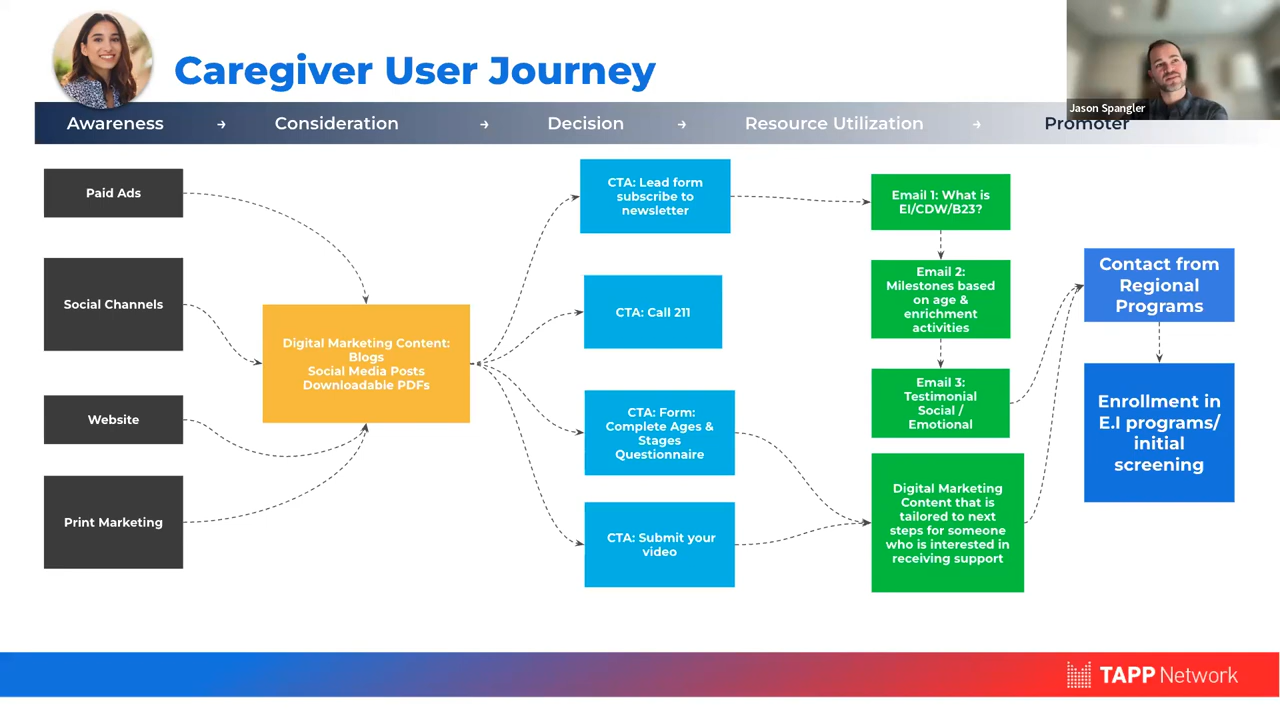 Caregiver User Journey
Jason Spangler
Awareness → Consideration → Decision → Resource Utilization → Promoter
Paid Ads
Social Channels
Website
Print Marketing
Digital Marketing Content:
Blogs
Social Media Posts
Downloadable PDFs
CTA: Lead form
subscribe to
newsletter
CTA: Call 211
CTA: Form:
Complete Ages &
Stages
Questionnaire
CTA: Submit your
video
Email 1: What is
EI/CDW/B23?
Email 2:
Milestones based
on age &
enrichment
activities
Email 3:
Testimonial
Social /
Emotional
Digital Marketing
Content that is
tailored to next
steps for someone
who is interested in
receiving support
Contact from
Regional
Programs
Enrollment in
E.I programs/
initial
screening
TAPP Network